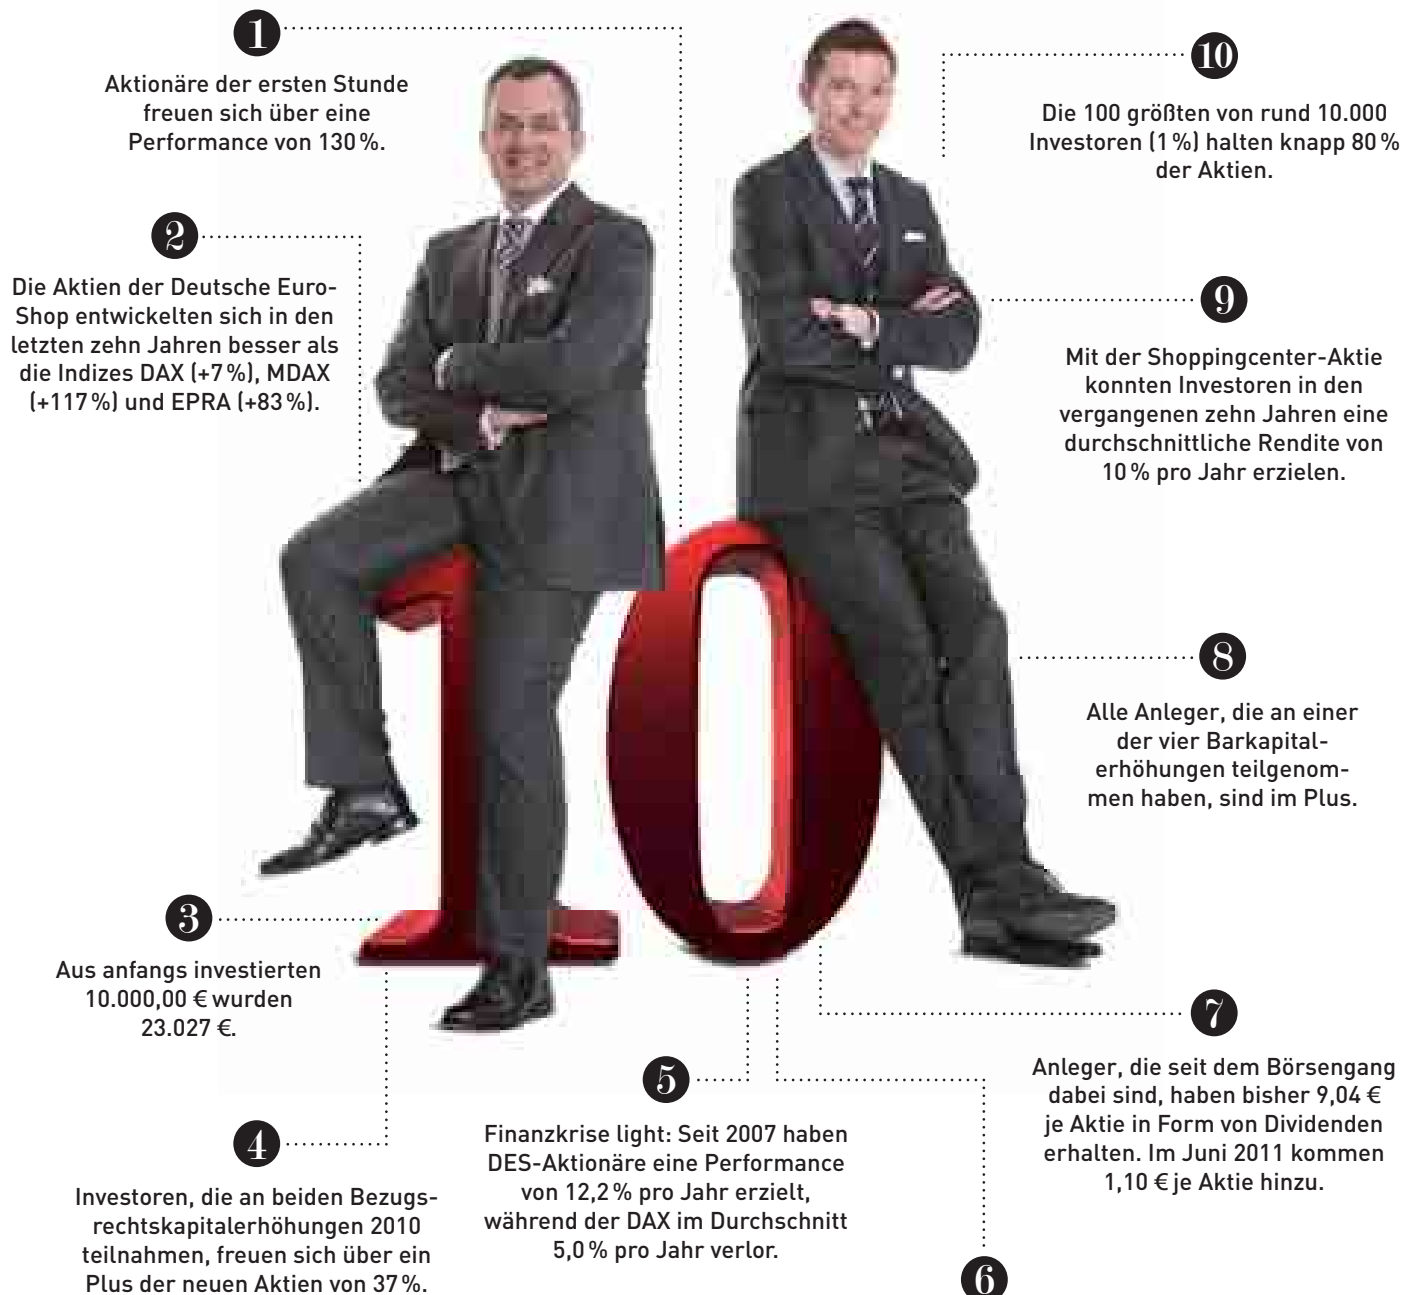 1
Aktionäre der ersten Stunde
freuen sich über eine
Performance von 130 %.
2
Die Aktien der Deutsche Euro-
Shop entwickelten sich in den
letzten zehn Jahren besser als
die Indizes DAX (+7 %), MDAX
(+117 %) und EPRA (+83 %).
3
Aus anfangs investierten
10.000,00 € wurden
23.027 €.
4
Investoren, die an beiden Bezugs-
rechtskapitalerhöhungen 2010
teilnahmen, freuen sich über ein
Plus der neuen Aktien von 37 %.
5
Finanzkrise light: Seit 2007 haben
DES-Aktionäre eine Performance
von 12,2 % pro Jahr erzielt,
während der DAX im Durchschnitt
5,0 % pro Jahr verlor.
6
7
Anleger, die seit dem Börsengang
dabei sind, haben bisher 9,04 €
je Aktie in Form von Dividenden
erhalten. Im Juni 2011 kommen
1,10 € je Aktie hinzu.
8
Alle Anleger, die an einer
der vier Barkapital-
erhöhungen teilgenom-
men haben, sind im Plus.
9
Mit der Shoppingcenter-Aktie
konnten Investoren in den
vergangenen zehn Jahren eine
durchschnittliche Rendite von
10 % pro Jahr erzielen.
10
Die 100 größten von rund 10.000
Investoren (1 %) halten knapp 80 %
der Aktien.
10